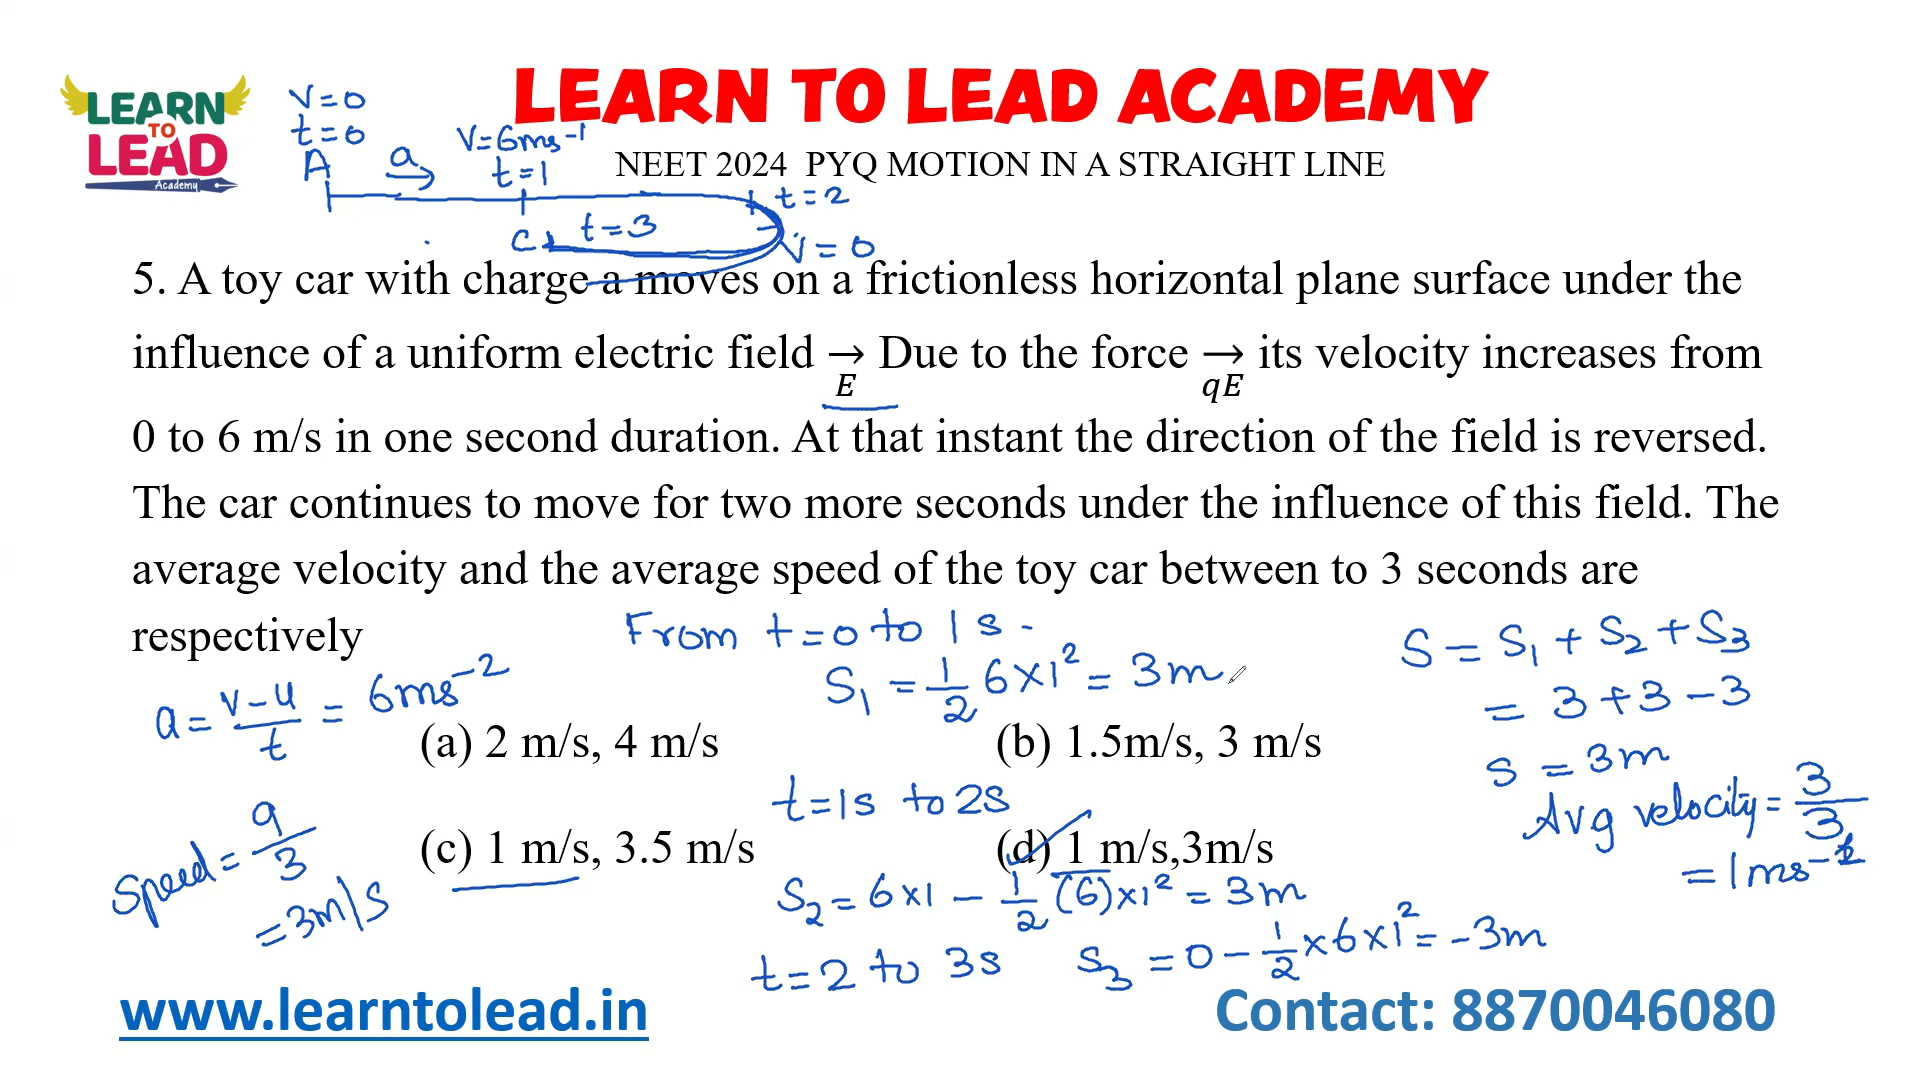 LEARN
TO
LEAD
Academy
LEARN TO LEAD ACADEMY
NEET 2024 PYQ MOTION IN A STRAIGHT LINE
V=0
t=0
A
a
V=6ms-1
t=1
t=2
C
t=3
V=0
5. A toy car with charge a moves on a frictionless horizontal plane surface under the
influence of a uniform electric field → E Due to the force → qE its velocity increases from
0 to 6 m/s in one second duration. At that instant the direction of the field is reversed.
The car continues to move for two more seconds under the influence of this field. The
average velocity and the average speed of the toy car between to 3 seconds are
respectively
From t=0 to 1s.
S₁ = 1/2 6×1² = 3m
a = v-u/t = 6ms⁻²
S = S₁ + S₂ + S₃
= 3+3-3
S = 3m
Avg velocity = 3/3
= 1ms⁻
(a) 2 m/s, 4 m/s
(b) 1.5m/s, 3 m/s
t=1s to 2s
(c) 1 m/s, 3.5 m/s
(d) 1 m/s,3m/s
Speed = 9/3
= 3m/s
S₂ = 6×1 - 1/2 (6)×1² = 3m
t=2 to 3s
S₃ = 0 - 1/2 ×6×1² = -3m
www.learntolead.in
Contact: 8870046080